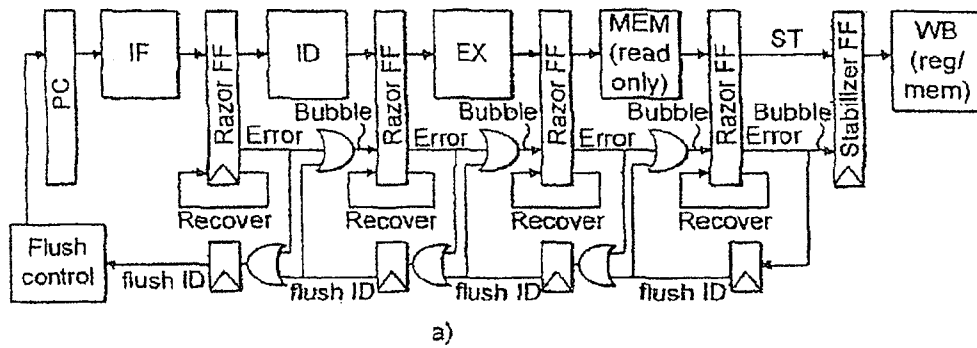 PC
IF
Razor FF
ID
Razor FF
EX
Razor FF
MEM
(read
only)
Razor FF
ST
Stabilizer FF
WB
(reg/
mem)
Error
Bubble
Error
Bubble
Error
Bubble
Error
Bubble
Recover
Recover
Recover
Recover
Flush
control
flush ID
flush ID
flush ID
flush ID
a)